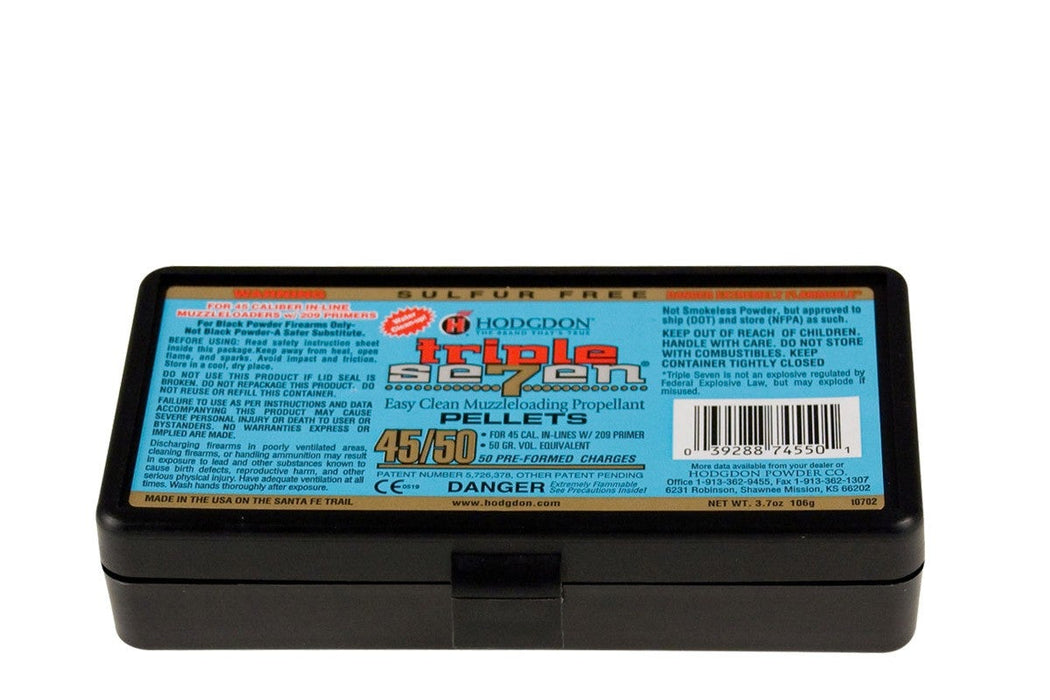 WARNING
SULFUR FREE
DANGER EXTREMELY FLAMMABLE*
FOR 45 CALIBER IN-LINE
MUZZLELOADERS W/ 209 PRIMERS
For Black Powder Firearms Only-
Not Black Powder-A Safer Substitute.
BEFORE USING: Read safety instruction sheet
inside this package. Keep away from heat, open
flame, and sparks. Avoid impact and friction.
Store in a cool, dry place.
DO NOT USE THIS PRODUCT IF LID SEAL IS
BROKEN. DO NOT REPACKAGE THIS PRODUCT. DO
NOT REUSE OR REFILL THIS CONTAINER.
FAILURE TO USE AS PER INSTRUCTIONS AND DATA
ACCOMPANYING THIS PRODUCT MAY CAUSE
SEVERE PERSONAL INJURY OR DEATH TO USER OR
BYSTANDERS. NO WARRANTIES EXPRESS OR
IMPLIED ARE MADE.
Discharging firearms in poorly ventilated areas,
cleaning firearms, or handling ammunition may result
in exposure to lead and other substances known to
cause birth defects, reproductive harm, and other
serious physical injury. Have adequate ventilation at all
times. Wash hands thoroughly after exposure.
MADE IN THE USA ON THE SANTA FE TRAIL
Water
Clean-up!
H HODGDON®
THE BRAND THAT'S TRUE
triple
se7en®
Easy Clean Muzzleloading Propellant
PELLETS
45/50
• FOR 45 CAL. IN-LINES W/ 209 PRIMER
• 50 GR. VOL. EQUIVALENT
50 PRE-FORMED CHARGES
PATENT NUMBER 5,726,378, OTHER PATENT PENDING
CE 0519
DANGER
Extremely Flammable
See Precautions Inside!
www.hodgdon.com
Not Smokeless Powder, but approved to
ship (DOT) and store (NFPA) as such.
KEEP OUT OF REACH OF CHILDREN.
HANDLE WITH CARE. DO NOT STORE
WITH COMBUSTIBLES. KEEP
CONTAINER TIGHTLY CLOSED
*Triple Seven is not an explosive regulated by
Federal Explosive Law, but may explode if
misused.
0 39288 74550 1
More data available from your dealer or
HODGDON POWDER CO.
Office 1-913-362-9455, Fax 1-913-362-1307
6231 Robinson, Shawnee Mission, KS 66202
NET WT. 3.7oz 106g
I0702